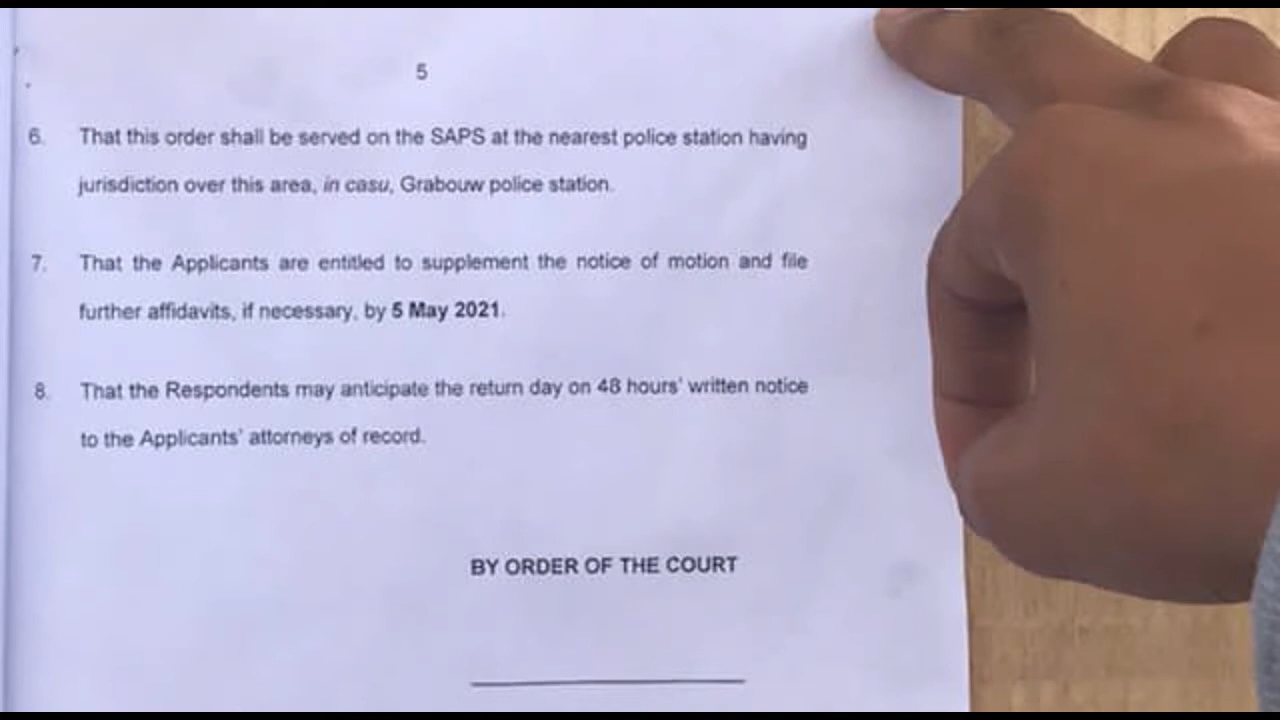 5
6. That this order shall be served on the SAPS at the nearest police station having
jurisdiction over this area, in casu, Grabouw police station.
7. That the Applicants are entitled to supplement the notice of motion and file
further affidavits, if necessary, by 5 May 2021.
8. That the Respondents may anticipate the return day on 48 hours' written notice
to the Applicants' attorneys of record.
BY ORDER OF THE COURT